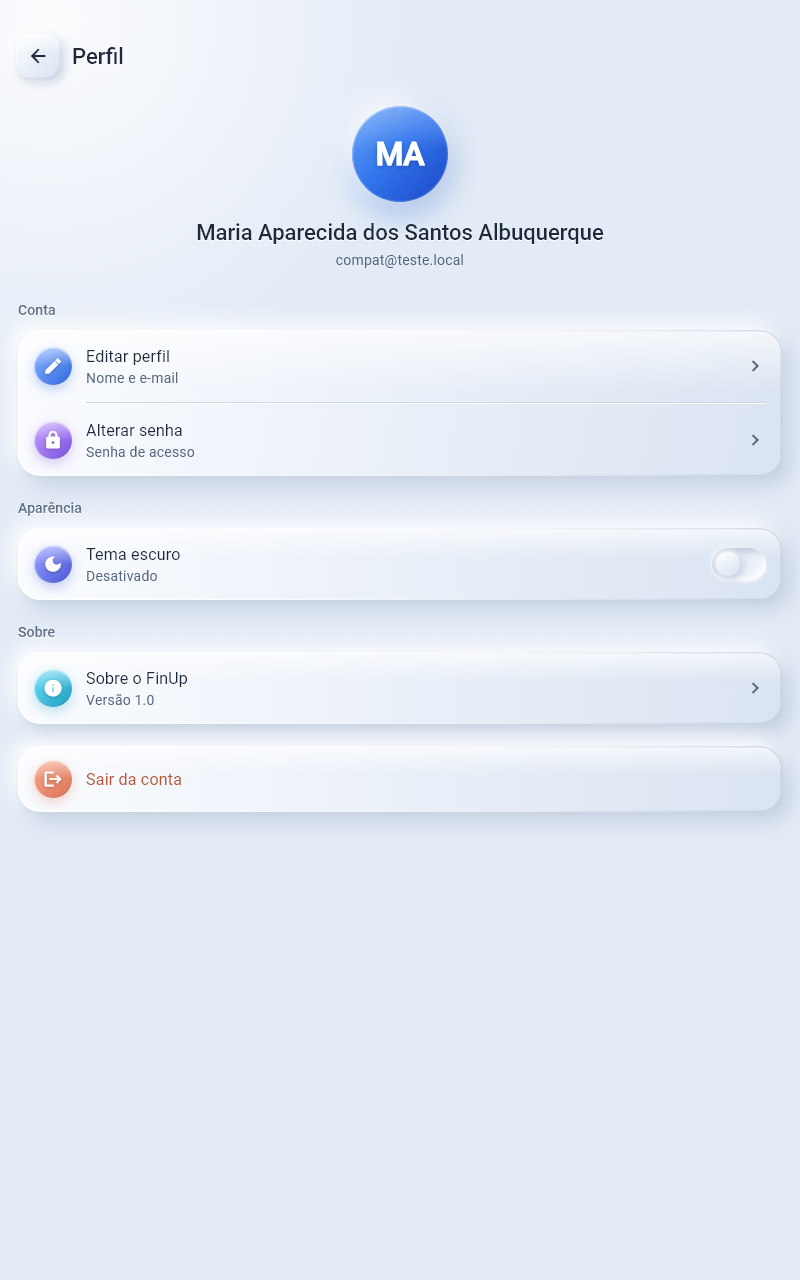 Perfil
MA
Maria Aparecida dos Santos Albuquerque
compat@teste.local
Conta
Editar perfil
Nome e e-mail
Alterar senha
Senha de acesso
Aparência
Tema escuro
Desativado
Sobre
Sobre o FinUp
Versão 1.0
Sair da conta